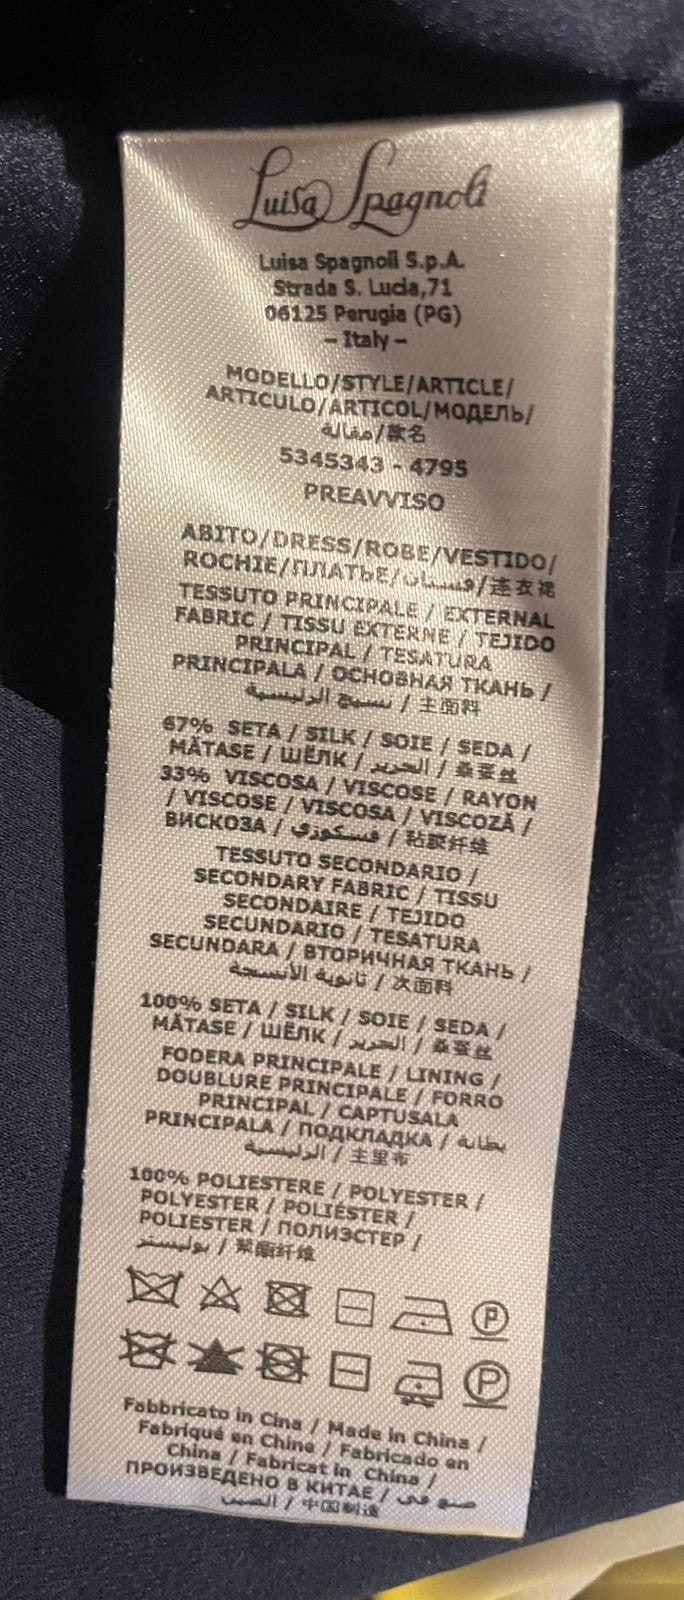 Luisa Spagnoli
Luisa Spagnoli S.p.A.
Strada S. Lucia,71
06125 Perugia (PG)
– Italy –
MODELLO/STYLE/ARTICLE/
ARTICULO/ARTICOL/МОДЕЛЬ/
مقالة/款名
5345343 - 4795
PREAVVISO
ABITO/DRESS/ROBE/VESTIDO/
ROCHIE/ПЛАТЬЕ/فستان/连衣裙
TESSUTO PRINCIPALE / EXTERNAL
FABRIC / TISSU EXTERNE / TEJIDO
PRINCIPAL / TESATURA
PRINCIPALA / ОСНОВНАЯ ТКАНЬ /
نسيج الرئيسية / 主面料
67% SETA / SILK / SOIE / SEDA /
MĂTASE / ШЁЛК / الحرير / 桑蚕丝
33% VISCOSA / VISCOSE / RAYON
/ VISCOSE / VISCOSA / VISCOZĂ /
ВИСКОЗА / فسكوزي / 粘胶纤维
TESSUTO SECONDARIO /
SECONDARY FABRIC / TISSU
SECONDAIRE / TEJIDO
SECUNDARIO / TESATURA
SECUNDARA / ВТОРИЧНАЯ ТКАНЬ /
ثانوية الأنسجة / 次面料
100% SETA / SILK / SOIE / SEDA /
MĂTASE / ШЁЛК / الحرير / 桑蚕丝
FODERA PRINCIPALE / LINING /
DOUBLURE PRINCIPALE / FORRO
PRINCIPAL / CAPTUSALA
PRINCIPALA / ПОДКЛАДКА / بطانة
الرئيسية / 主里布
100% POLIESTERE / POLYESTER /
POLYESTER / POLIÉSTER /
POLIESTER / ПОЛИЭСТЕР /
بوليستر / 聚酯纤维
P
P
Fabbricato in Cina / Made in China /
Fabriqué en Chine / Fabricado en
China / Fabricat în China /
ПРОИЗВЕДЕНО В КИТАЕ / في
الصين / 中国制造